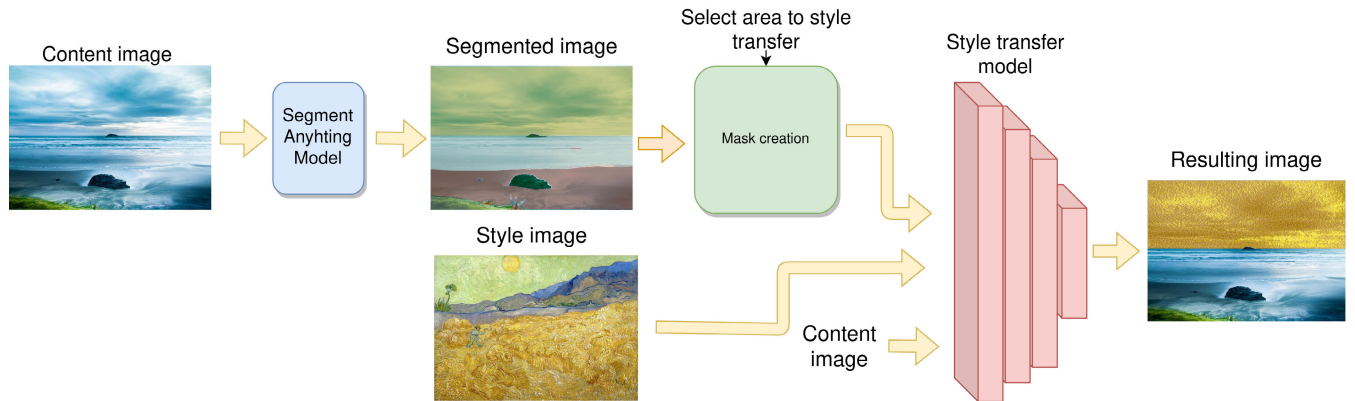 Content image
Segment
Anyhting
Model
Segmented image
Select area to style
transfer
Mask creation
Style image
Content
image
Style transfer
model
Resulting image